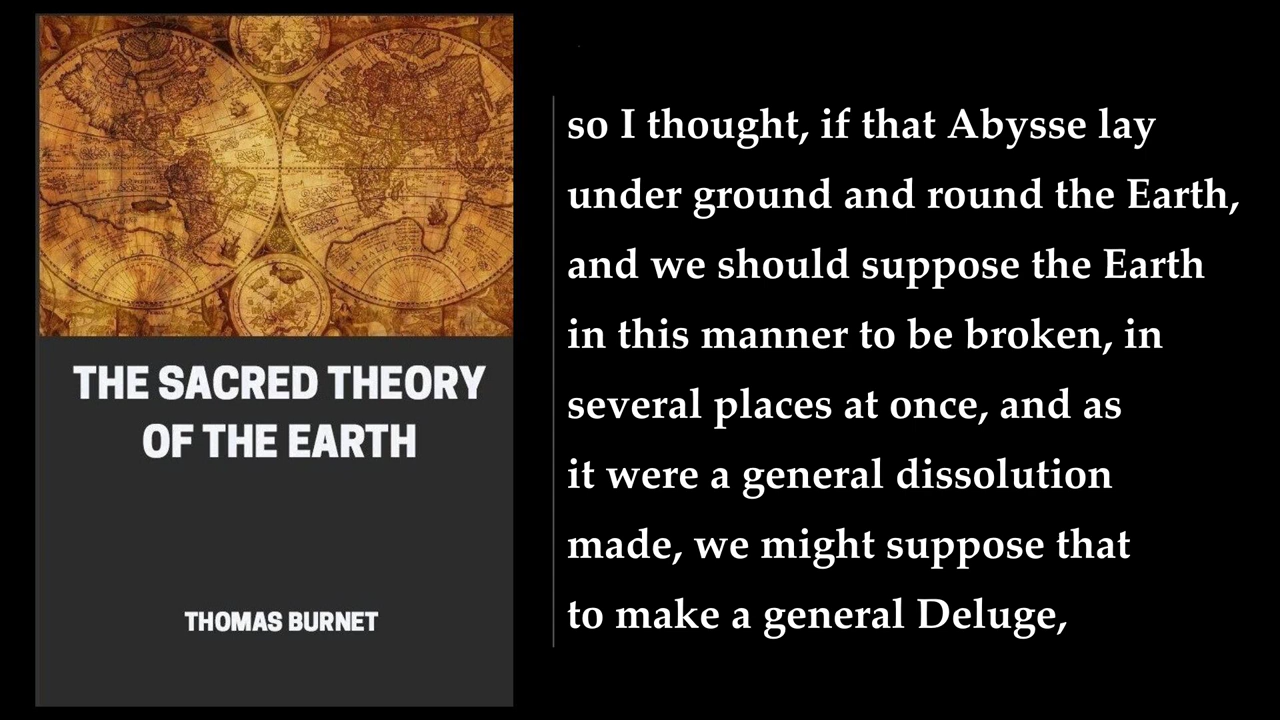 THE SACRED THEORY
OF THE EARTH
THOMAS BURNET
so I thought, if that Abysse lay
under ground and round the Earth,
and we should suppose the Earth
in this manner to be broken, in
several places at once, and as
it were a general dissolution
made, we might suppose that
to make a general Deluge,